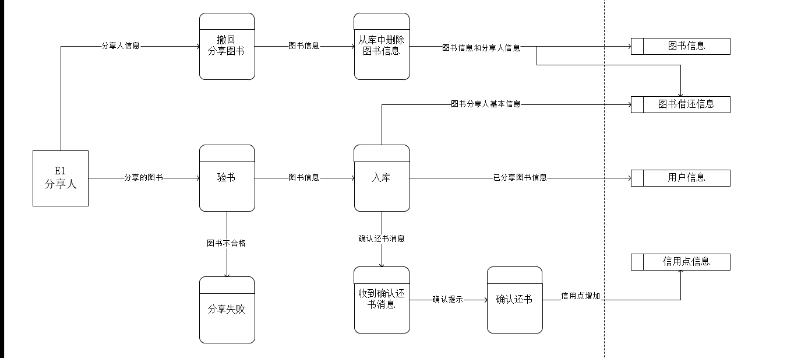 撤回
分享图书
从库中删除
图书信息
分享人信息
图书信息
图书信息和分享人信息
图书信息
图书分享人基本信息
图书借还信息
E1
分享人
分享的图书
验书
图书信息
入库
已分享图书信息
用户信息
图书不合格
确认还书消息
信用点信息
分享失败
收到确认还
书消息
确认提示
确认还书
信用点增加